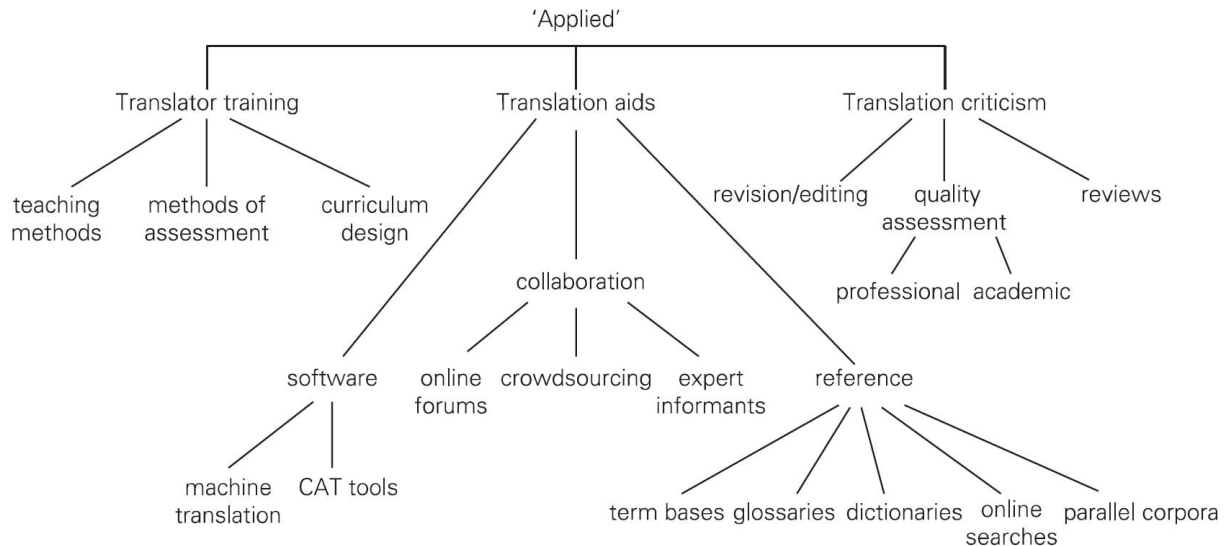 ‘Applied’
Translator training
Translation aids
Translation criticism
teaching
methods
methods of
assessment
curriculum
design
revision/editing
quality
assessment
reviews
professional
academic
collaboration
software
online
forums
crowdsourcing
expert
informants
reference
machine
translation
CAT tools
term bases
glossaries
dictionaries
online
searches
parallel corpora